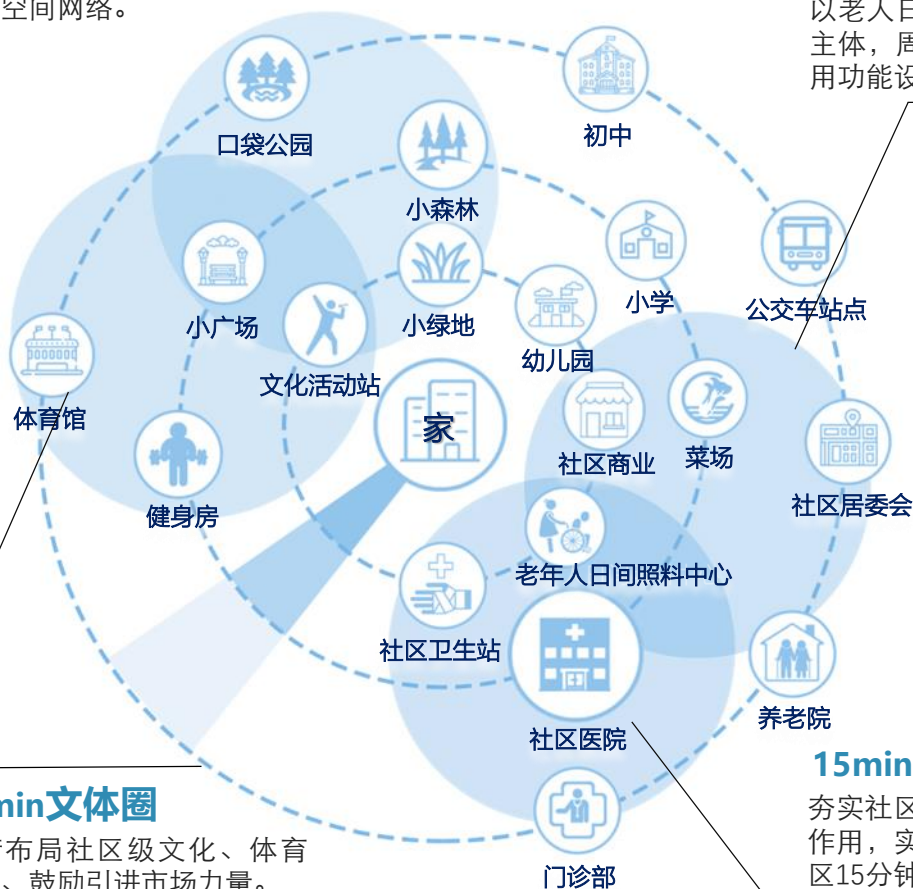 空间网络。
以老人日
主体，周
用功能设
口袋公园
初中
小森林
小学
公交车站点
小广场
小绿地
幼儿园
文化活动站
体育馆
家
社区商业
菜场
社区居委会
健身房
老年人日间照料中心
社区卫生站
养老院
社区医院
门诊部
min文体圈
布局社区级文化、体育
、鼓励引进市场力量。
15min
夯实社区
作用，实
区15分钟